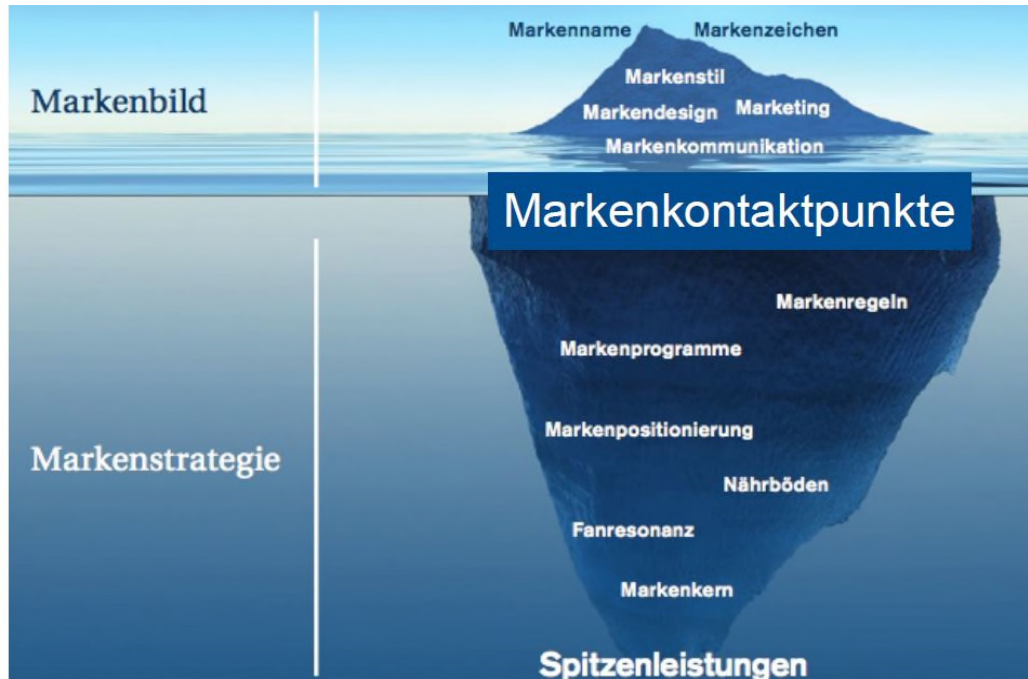 Markenname Markenzeichen
Markenstil
Markenbild
Markendesign Marketing
Markenkommunikation
Markenkontaktpunkte
Markenregeln
Markenprogramme
Markenpositionierung
Markenstrategie
Nährböden
Fanresonanz
Markenkern
Spitzenleistungen